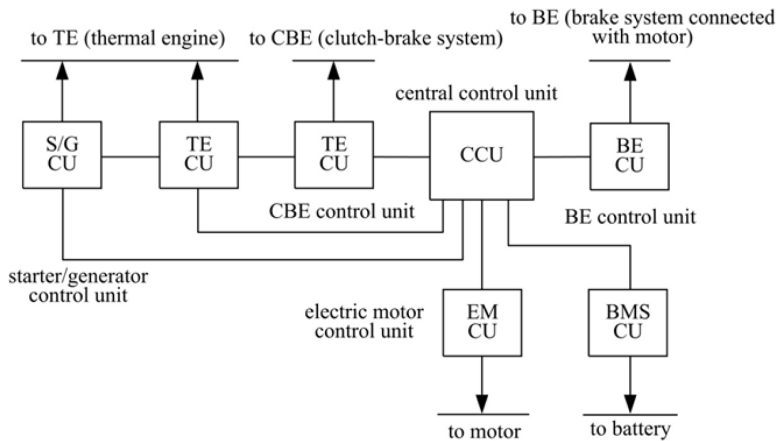 to TE (thermal engine)
to CBE (clutch-brake system)
to BE (brake system connected
with motor)
central control unit
S/G
CU
TE
CU
TE
CU
CCU
BE
CU
CBE control unit
BE control unit
starter/generator
control unit
electric motor
control unit
EM
CU
BMS
CU
to motor
to battery